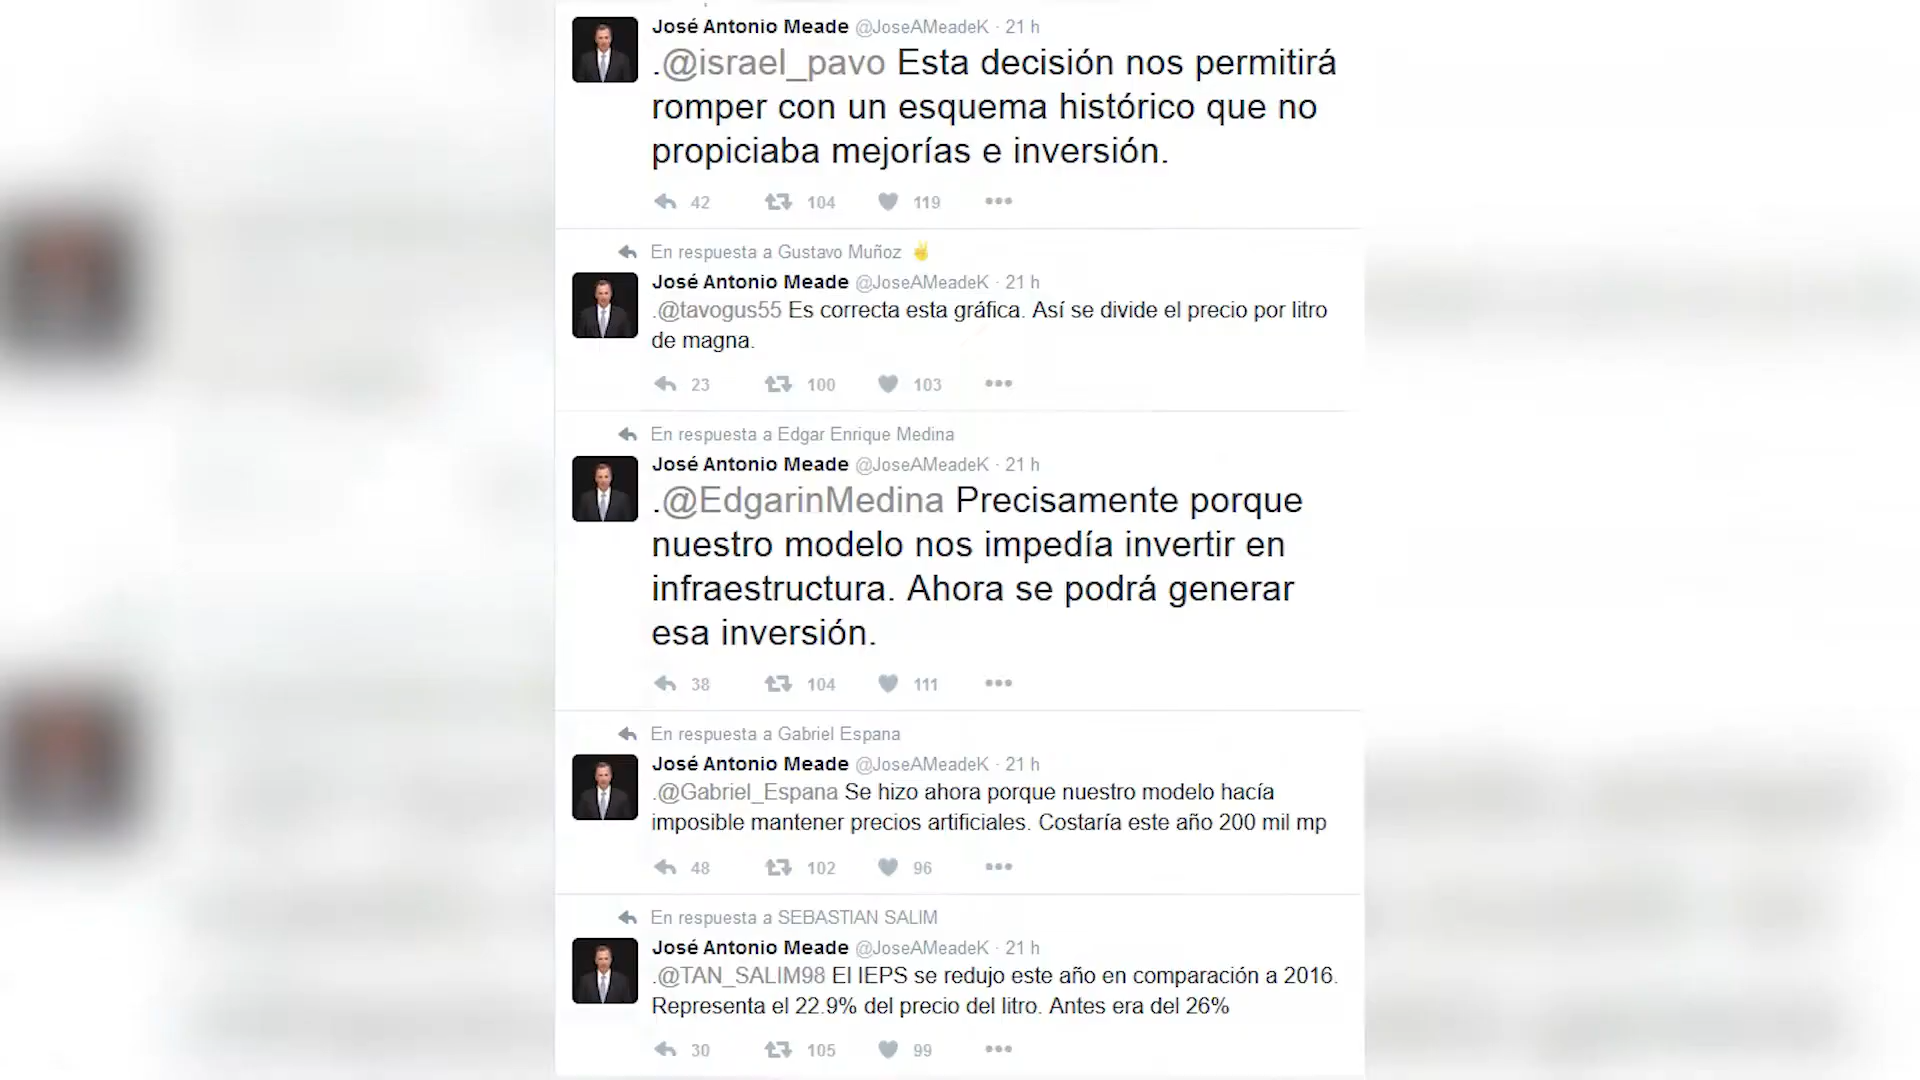 José Antonio Meade @JoseAMeadeK · 21 h
.@israel_pavo Esta decisión nos permitirá
romper con un esquema histórico que no
propiciaba mejorías e inversión.
42 104 119
En respuesta a Gustavo Muñoz ✌
José Antonio Meade @JoseAMeadeK · 21 h
.@tavogus55 Es correcta esta gráfica. Así se divide el precio por litro
de magna.
23 100 103
En respuesta a Edgar Enrique Medina
José Antonio Meade @JoseAMeadeK · 21 h
.@EdgarinMedina Precisamente porque
nuestro modelo nos impedía invertir en
infraestructura. Ahora se podrá generar
esa inversión.
38 104 111
En respuesta a Gabriel Espana
José Antonio Meade @JoseAMeadeK · 21 h
.@Gabriel_Espana Se hizo ahora porque nuestro modelo hacía
imposible mantener precios artificiales. Costaría este año 200 mil mp
48 102 96
En respuesta a SEBASTIAN SALIM
José Antonio Meade @JoseAMeadeK · 21 h
.@TAN_SALIM98 El IEPS se redujo este año en comparación a 2016.
Representa el 22.9% del precio del litro. Antes era del 26%
30 105 99